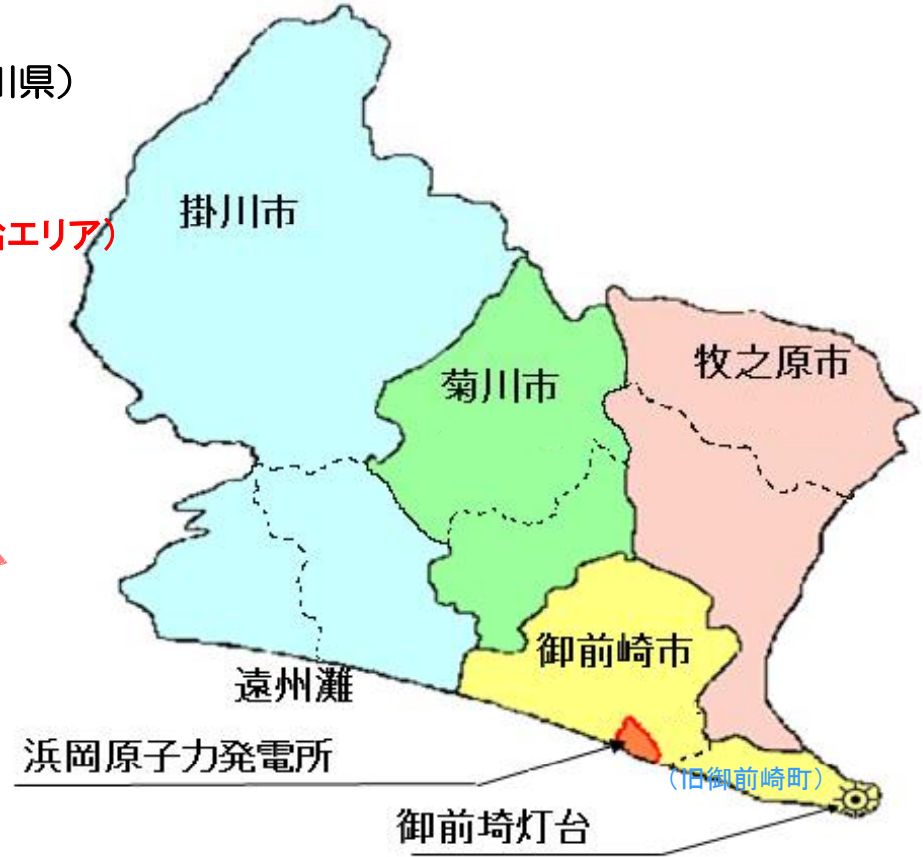 川県）
エリア）
掛川市
牧之原市
菊川市
御前崎市
遠州灘
浜岡原子力発電所
（旧御前崎町）
御前埼灯台